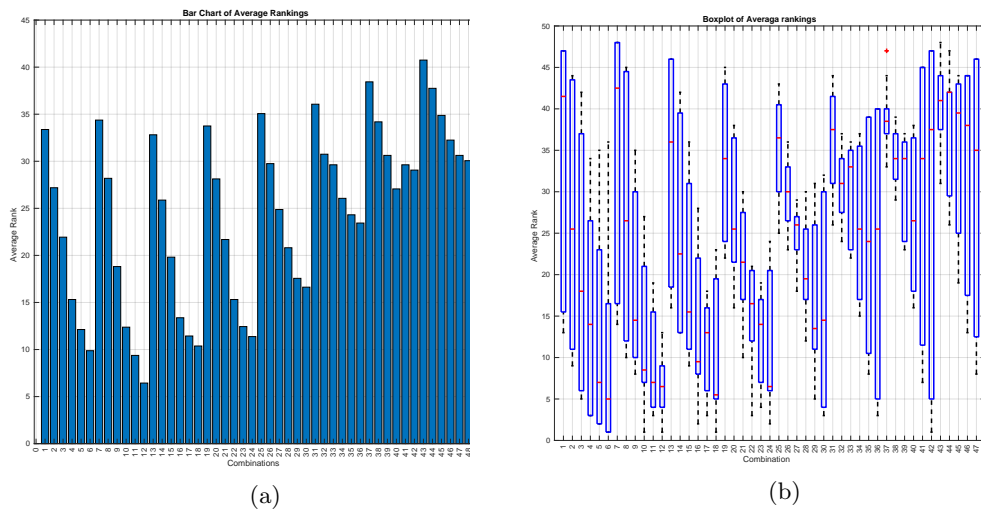 Bar Chart of Average Rankings
45
40
35
30
25
20
15
10
5
0
Average Rank
0 1 2 3 4 5 6 7 8 9 10 11 12 13 14 15 16 17 18 19 20 21 22 23 24 25 26 27 28 29 30 31 32 33 34 35 36 37 38 39 40 41 42 43 44 45 46 47 48
Combinations
(a)
Boxplot of Averaga rankings
50
45
40
35
30
25
20
15
10
5
0
Average Rank
1 2 3 4 5 6 7 8 9 10 11 12 13 14 15 16 17 18 19 20 21 22 23 24 25 26 27 28 29 30 31 32 33 34 35 36 37 38 39 40 41 42 43 44 45 46 47
Combination
(b)